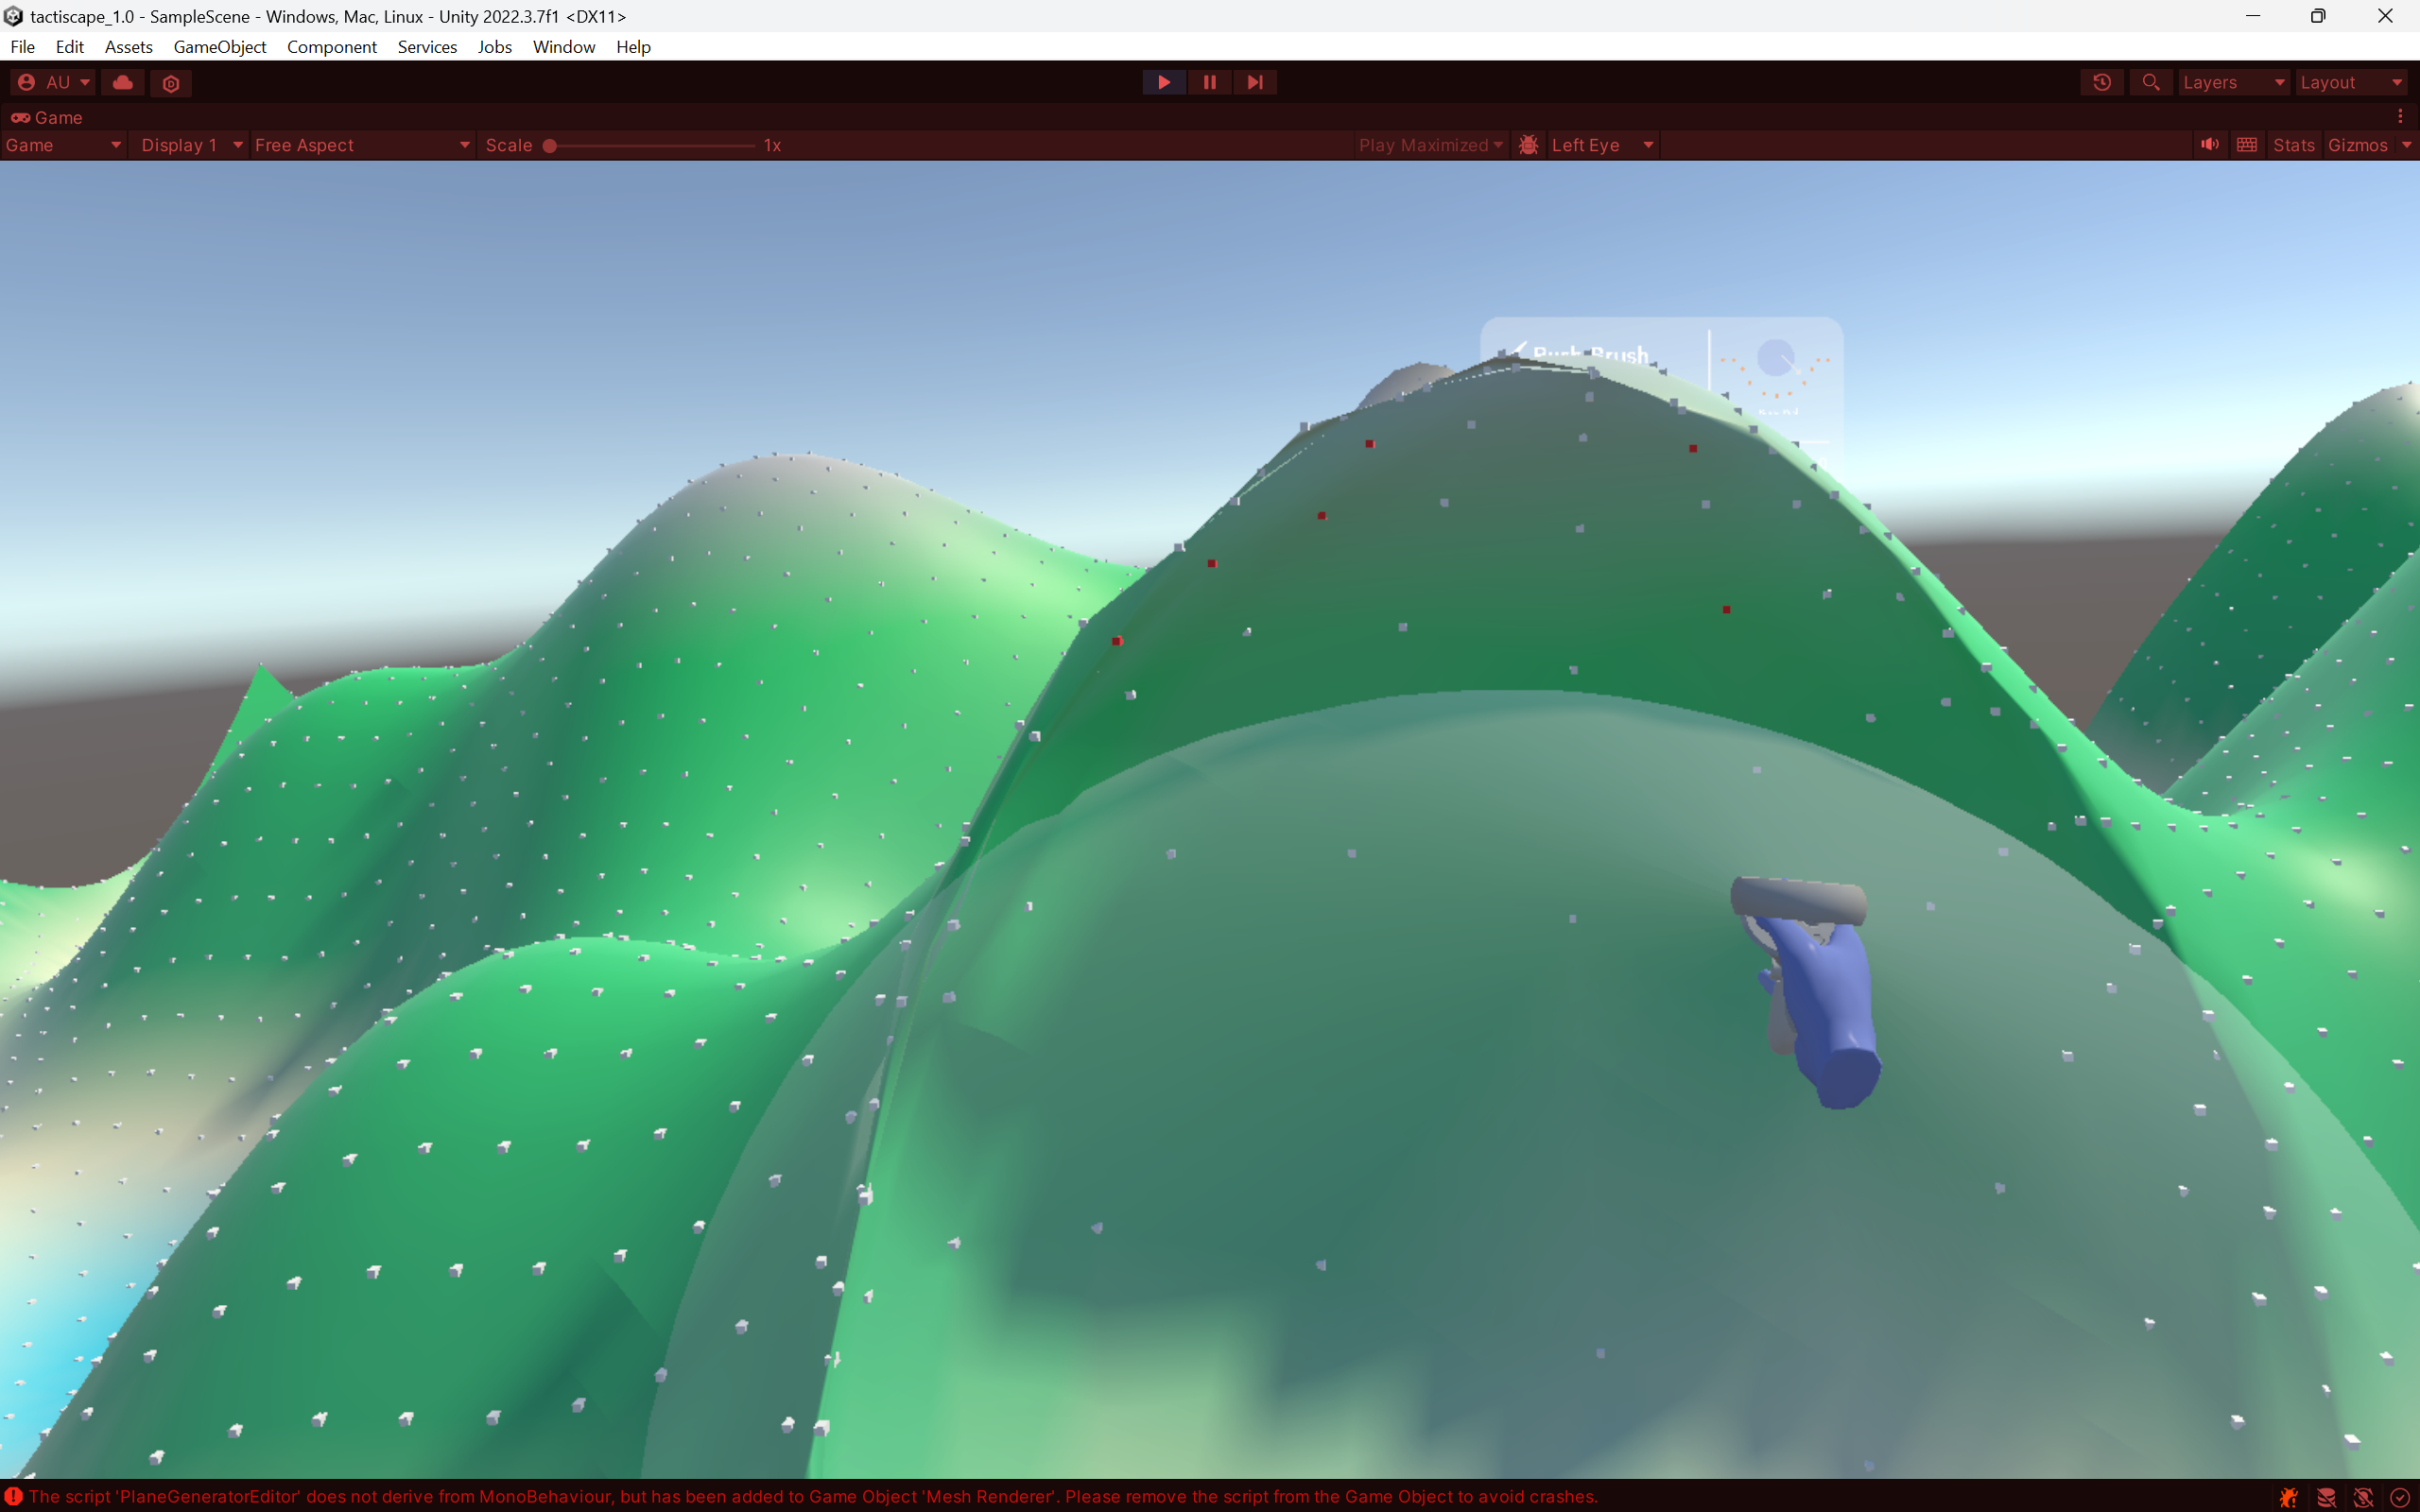 tactiscape_1.0 - SampleScene - Windows, Mac, Linux - Unity 2022.3.7f1 <DX11>
File Edit Assets GameObject Component Services Jobs Window Help
AU Layers Layout
Game
Game Display 1 Free Aspect Scale 1x Play Maximized Left Eye Stats Gizmos
Brush
The script 'PlaneGeneratorEditor' does not derive from MonoBehaviour, but has been added to Game Object 'Mesh Renderer'. Please remove the script from the Game Object to avoid crashes.